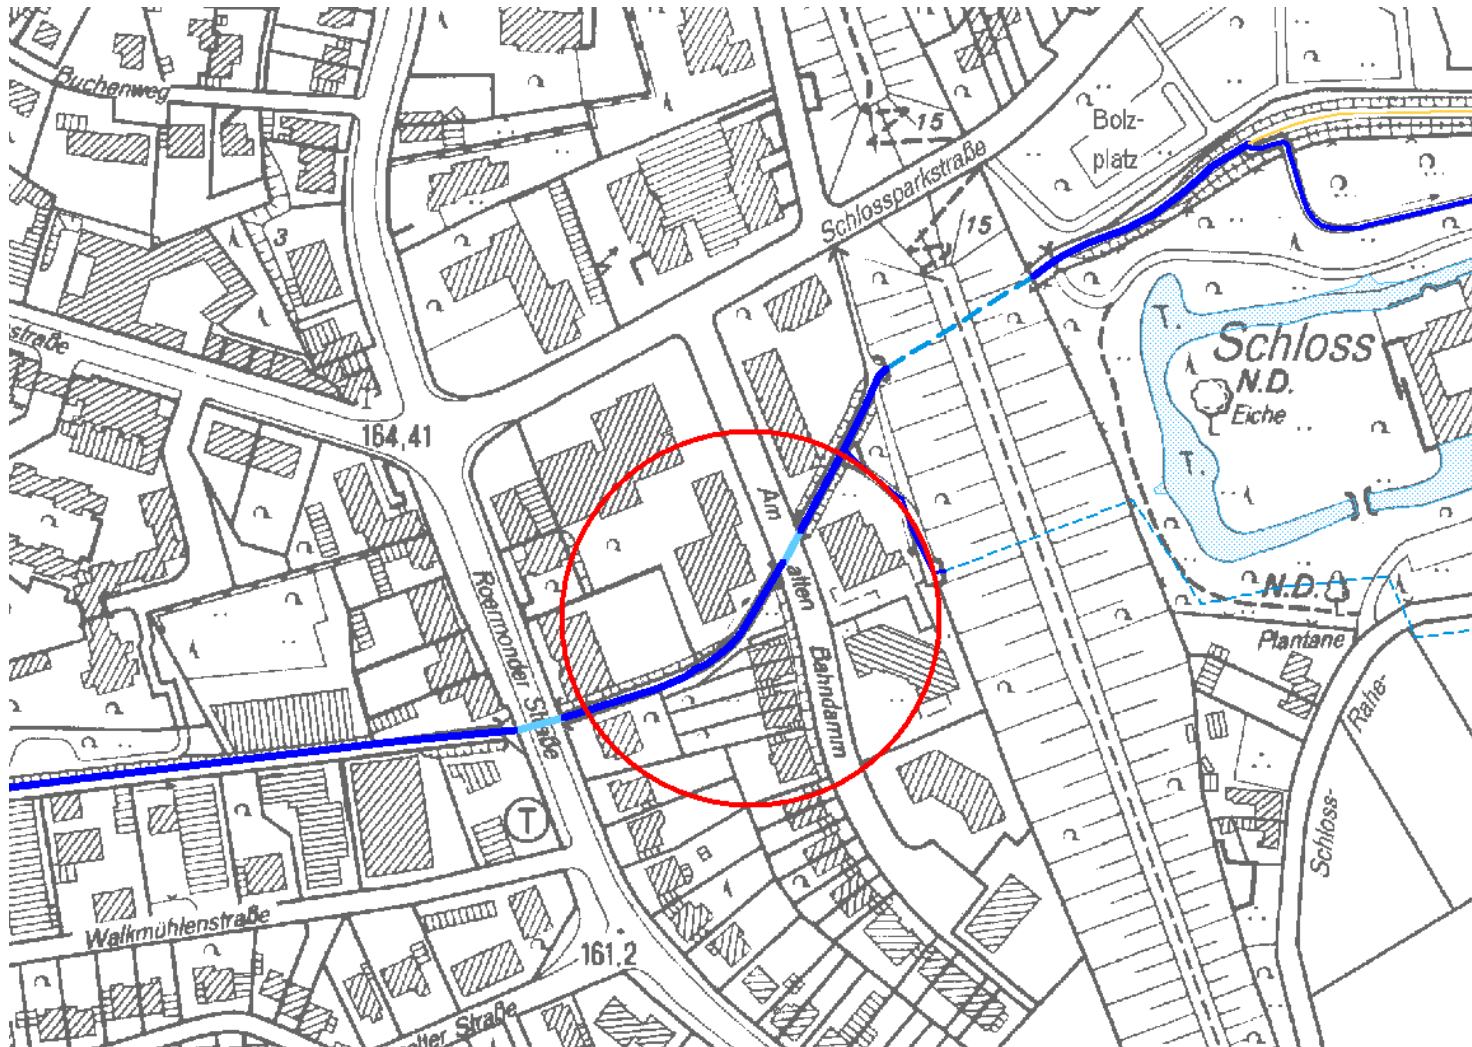 Buchenweg
15
Bolz-
platz
Schlossparkstraße
15
3
straße
T.
Schloss
N.D.
Eiche
164,41
T.
Am
alten
Bahndamm
Roermonder Straße
N.D.
Plantane
Rahe-
Schloss-
T
Walkmühlenstraße
161,2
Straße